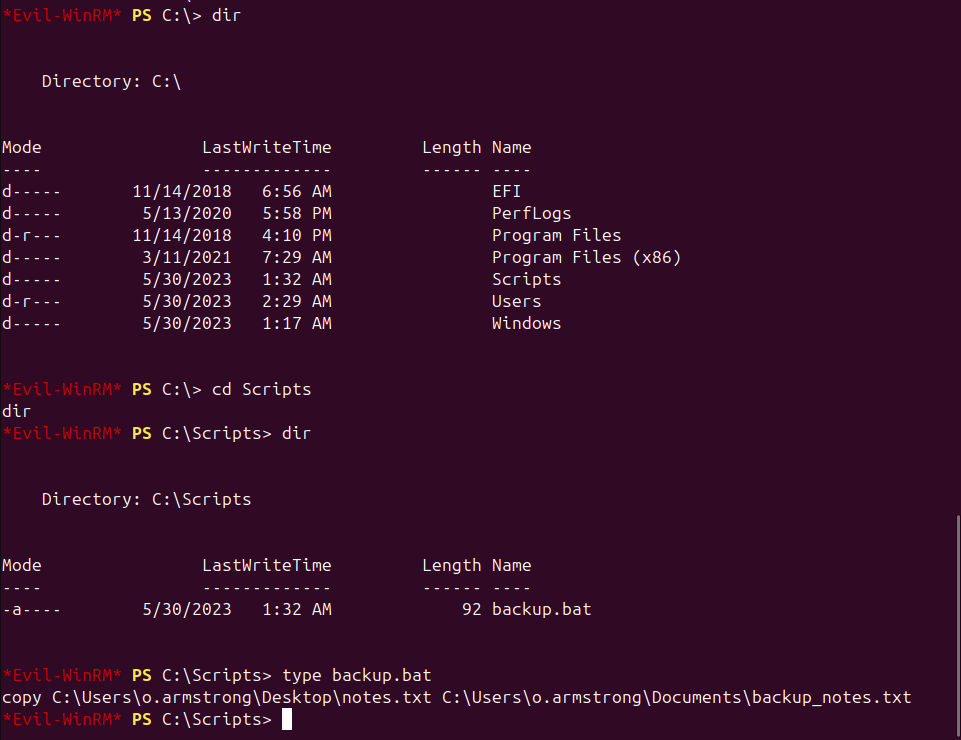 *Evil-WinRM* PS C:\> dir
Directory: C:\
Mode LastWriteTime Length Name
---- ------------- ------ ----
d----- 11/14/2018 6:56 AM EFI
d----- 5/13/2020 5:58 PM PerfLogs
d-r--- 11/14/2018 4:10 PM Program Files
d----- 3/11/2021 7:29 AM Program Files (x86)
d----- 5/30/2023 1:32 AM Scripts
d-r--- 5/30/2023 2:29 AM Users
d----- 5/30/2023 1:17 AM Windows
*Evil-WinRM* PS C:\> cd Scripts
dir
*Evil-WinRM* PS C:\Scripts> dir
Directory: C:\Scripts
Mode LastWriteTime Length Name
---- ------------- ------ ----
-a---- 5/30/2023 1:32 AM 92 backup.bat
*Evil-WinRM* PS C:\Scripts> type backup.bat
copy C:\Users\o.armstrong\Desktop\notes.txt C:\Users\o.armstrong\Documents\backup_notes.txt
*Evil-WinRM* PS C:\Scripts>